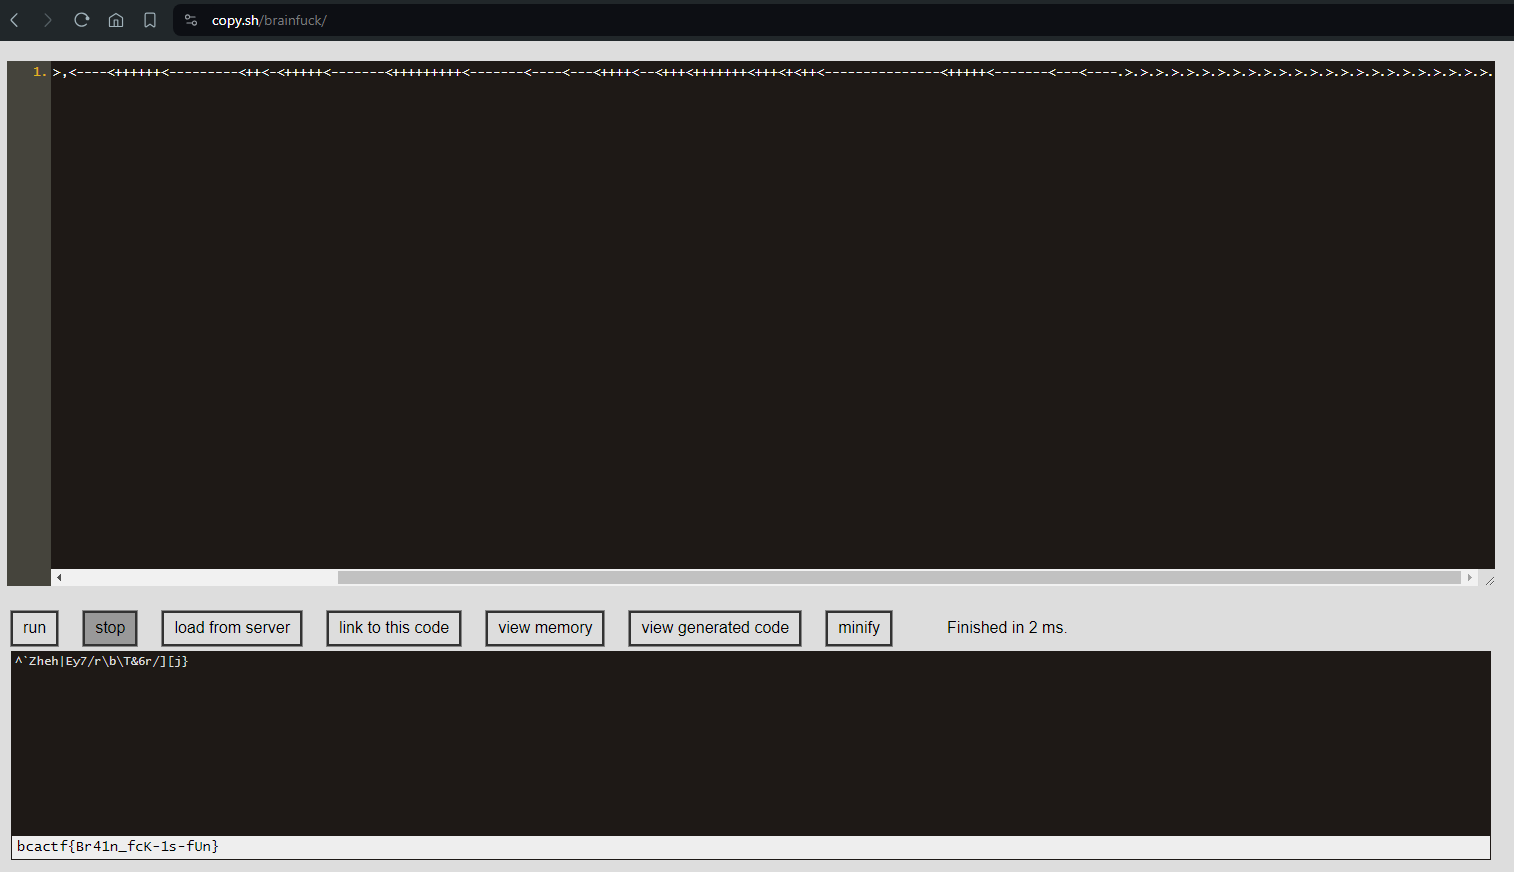 copy.sh/brainfuck/
1. >,<----<++++++<---------<++<-<+++++<-------<+++++++++<-------<----<---<++++<--<+++<+++++++<+++<+<++<---------------<+++++<-------<---<----.>.>.>.>.>.>.>.>.>.>.>.>.>.>.>.>.>.>.>.>.>.>.>.>.
run stop load from server link to this code view memory view generated code minify Finished in 2 ms.
^`Zheh|Ey7/r\b\T&6r/][j}
bcactf{Br41n_fcK-1s-fUn}